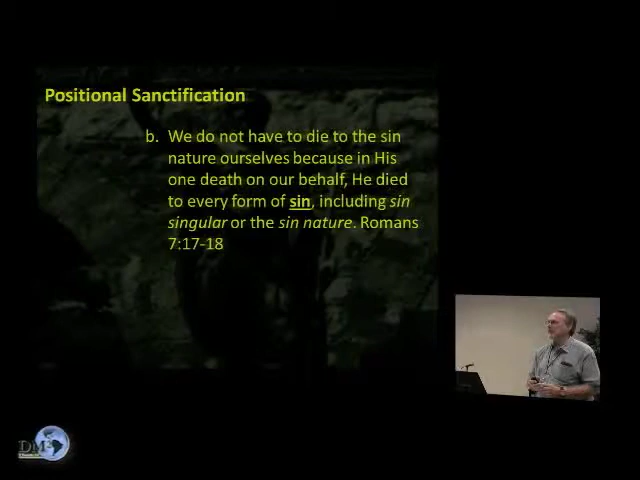 Positional Sanctification
b. We do not have to die to the sin
nature ourselves because in His
one death on our behalf, He died
to every form of sin, including sin
singular or the sin nature. Romans
7:17-18
DM2